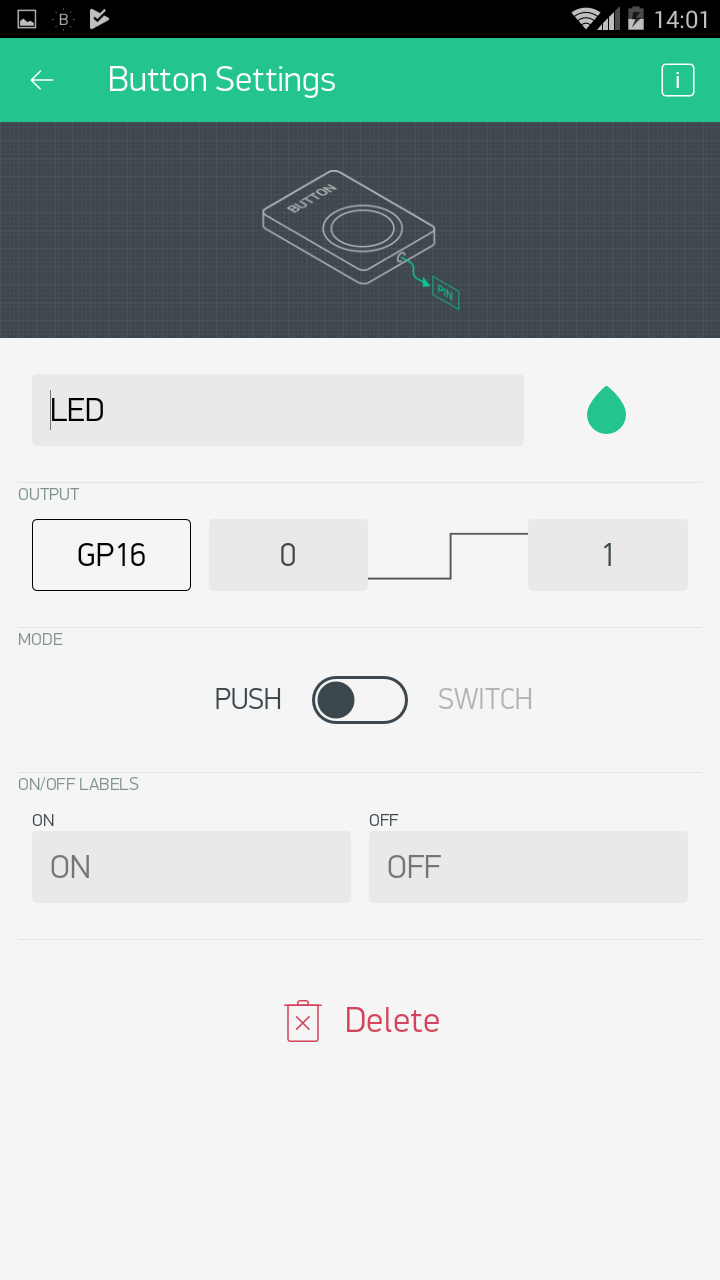 B 14:01
Button Settings i
BUTTON
PIN
LED
OUTPUT
GP16 0 1
MODE
PUSH SWITCH
ON/OFF LABELS
ON OFF
ON OFF
Delete